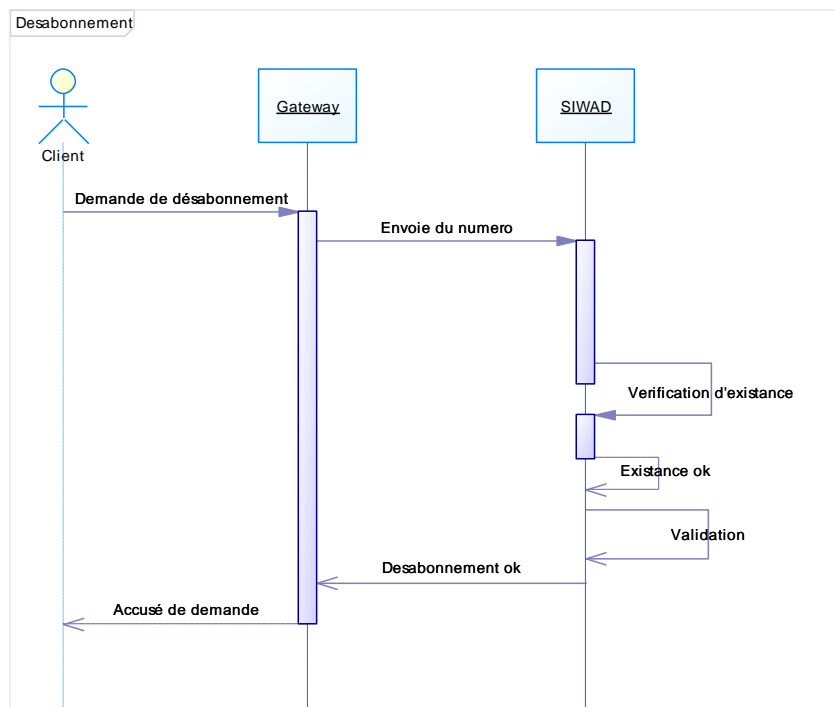 Desabonnement
Gateway
SIWAD
Client
Demande de désabonnement
Envoie du numero
Verification d'existance
Existance ok
Validation
Desabonnement ok
Accusé de demande